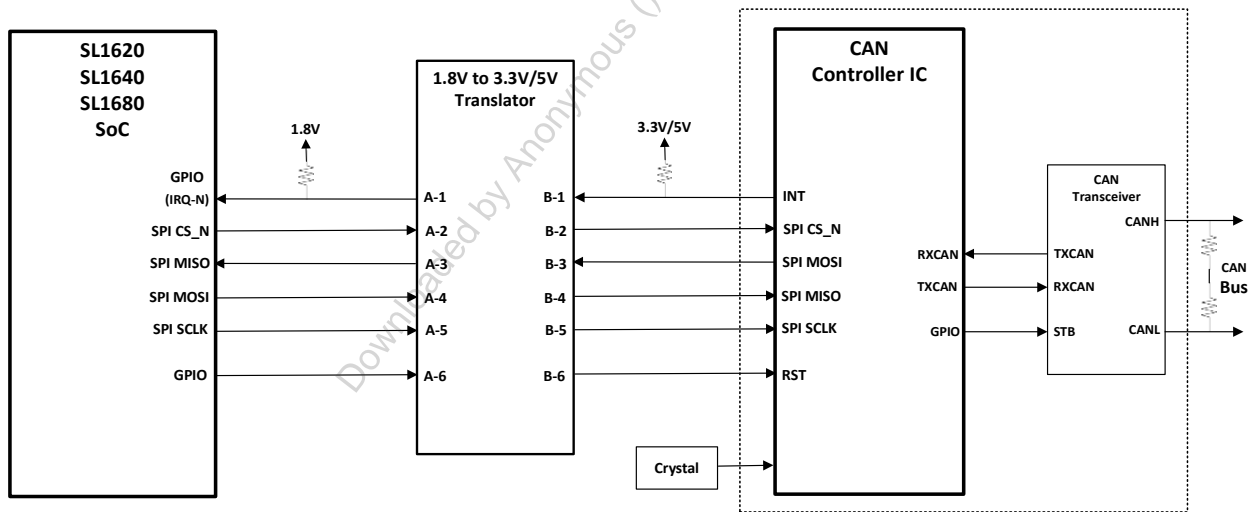 SL1620
SL1640
SL1680
SoC
GPIO
(IRQ-N)
SPI CS_N
SPI MISO
SPI MOSI
SPI SCLK
GPIO
1.8V
1.8V to 3.3V/5V
Translator
A-1
A-2
A-3
A-4
A-5
A-6
B-1
B-2
B-3
B-4
B-5
B-6
3.3V/5V
CAN
Controller IC
INT
SPI CS_N
SPI MOSI
SPI MISO
SPI SCLK
RST
RXCAN
TXCAN
GPIO
Crystal
CAN
Transceiver
CANH
TXCAN
RXCAN
STB
CANL
CAN
Bus
Downloaded by Anonymous ()